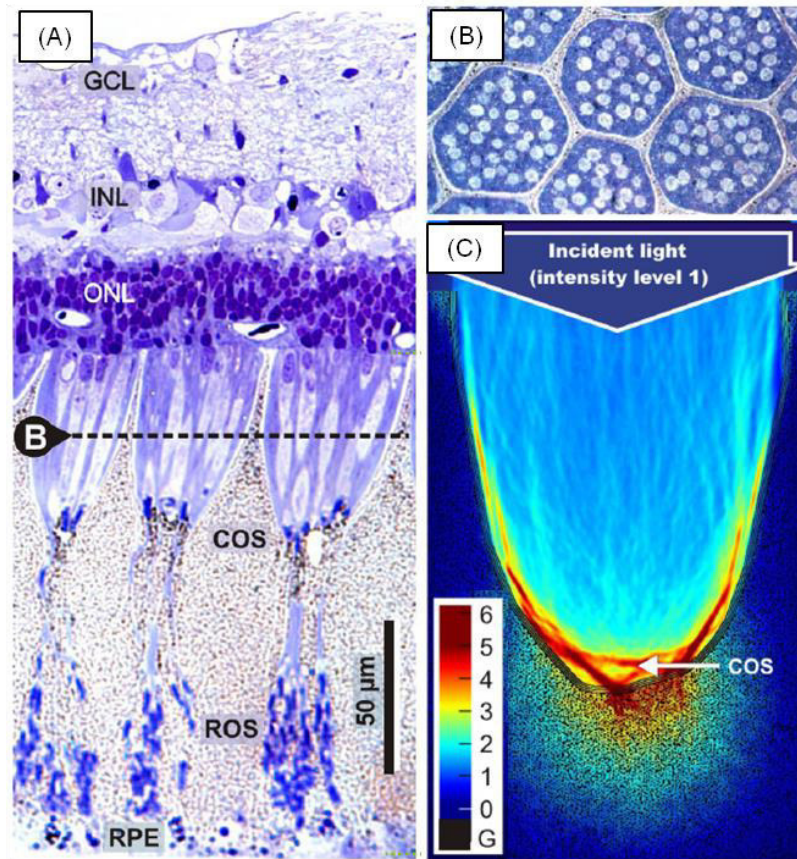 (A)
GCL
INL
ONL
B
COS
ROS
50 µm
RPE
(B)
(C)
Incident light
(intensity level 1)
COS
6
5
4
3
2
1
0
G